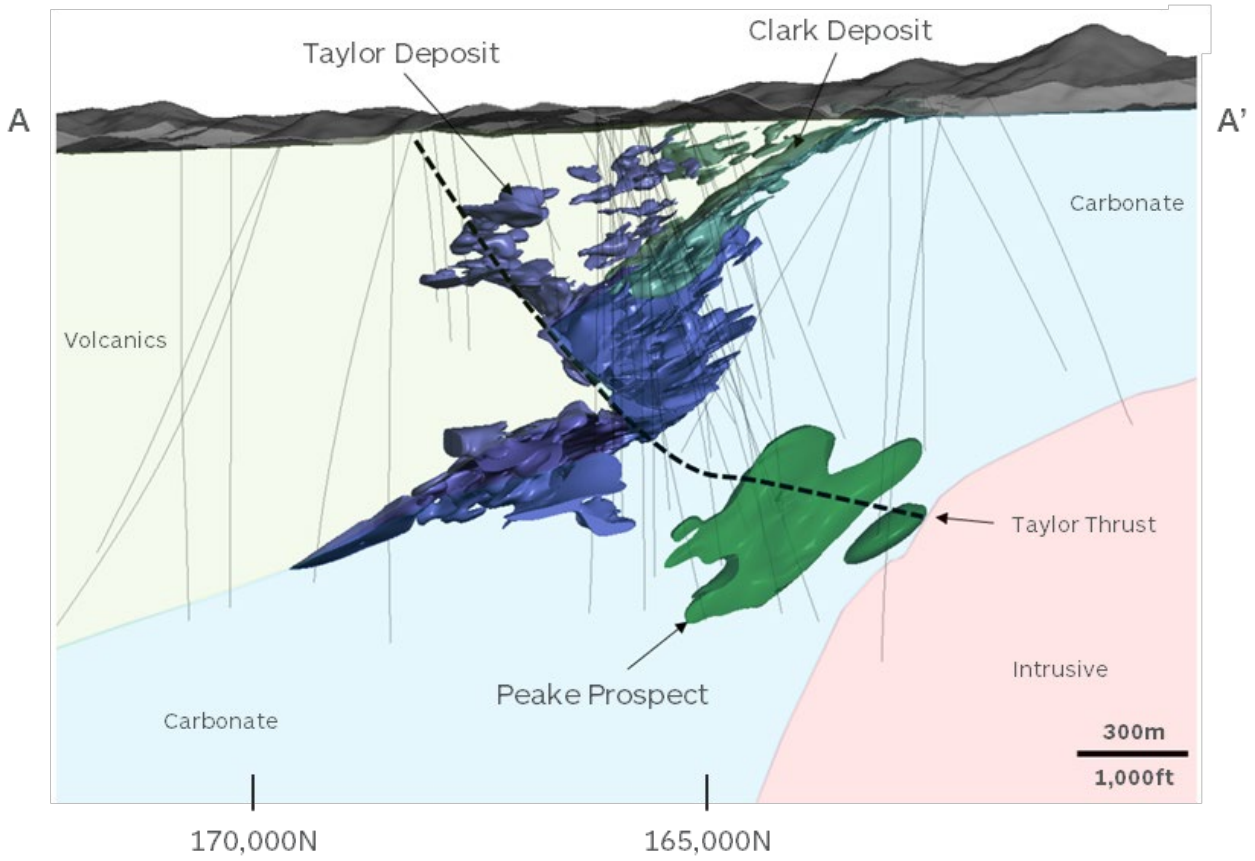 Clark Deposit
Taylor Deposit
A
A'
Carbonate
Volcanics
Taylor Thrust
Intrusive
Peake Prospect
Carbonate
300m
1,000ft
170,000N
165,000N